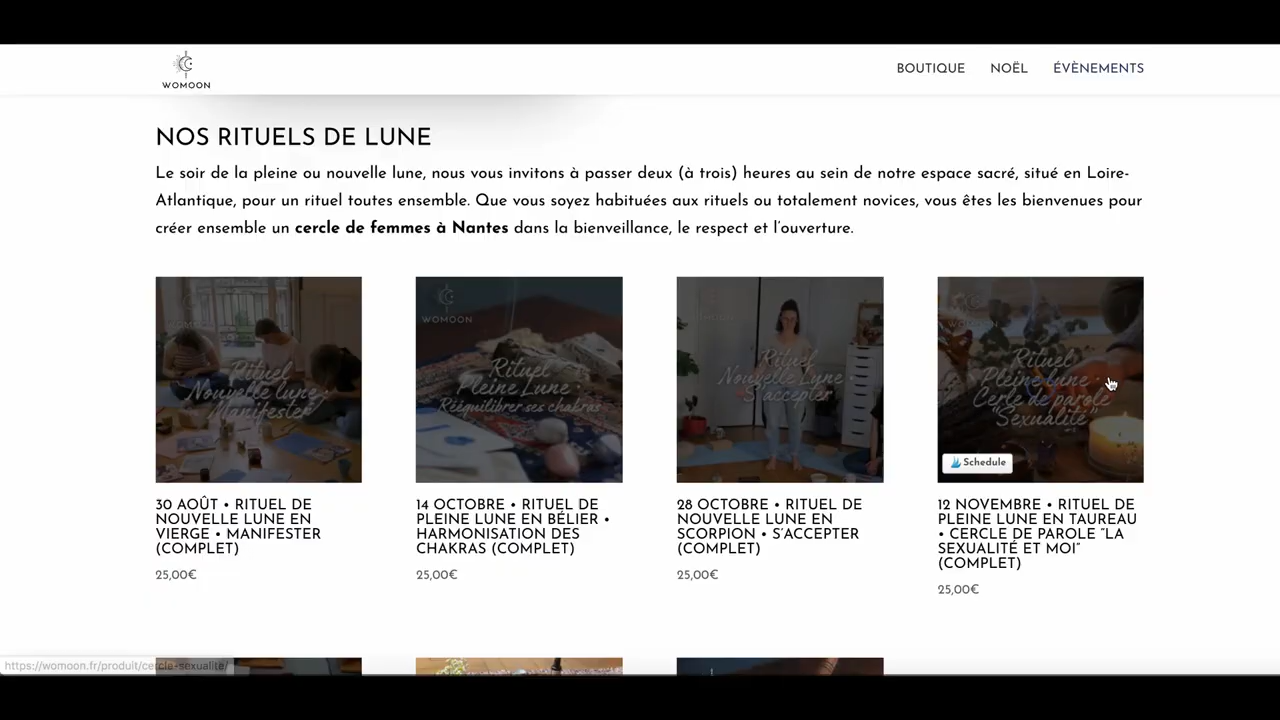 WOMOON
BOUTIQUE NOËL ÉVÈNEMENTS
NOS RITUELS DE LUNE
Le soir de la pleine ou nouvelle lune, nous vous invitons à passer deux (à trois) heures au sein de notre espace sacré, situé en Loire-
Atlantique, pour un rituel toutes ensemble. Que vous soyez habituées aux rituels ou totalement novices, vous êtes les bienvenues pour
créer ensemble un cercle de femmes à Nantes dans la bienveillance, le respect et l'ouverture.
WOMOON
Rituel
Nouvelle lune •
Manifester
30 AOÛT • RITUEL DE
NOUVELLE LUNE EN
VIERGE • MANIFESTER
(COMPLET)
25,00€
WOMOON
Rituel
Pleine Lune •
Rééquilibrer ses chakras
14 OCTOBRE • RITUEL DE
PLEINE LUNE EN BÉLIER •
HARMONISATION DES
CHAKRAS (COMPLET)
25,00€
Rituel
Nouvelle Lune •
S'accepter
28 OCTOBRE • RITUEL DE
NOUVELLE LUNE EN
SCORPION • S'ACCEPTER
(COMPLET)
25,00€
WOMOON
Rituel
Pleine lune •
Cercle de parole
"Sexualité"
Schedule
12 NOVEMBRE • RITUEL DE
PLEINE LUNE EN TAUREAU
• CERCLE DE PAROLE "LA
SEXUALITÉ ET MOI"
(COMPLET)
25,00€
https://womoon.fr/produit/cercle-sexualite/